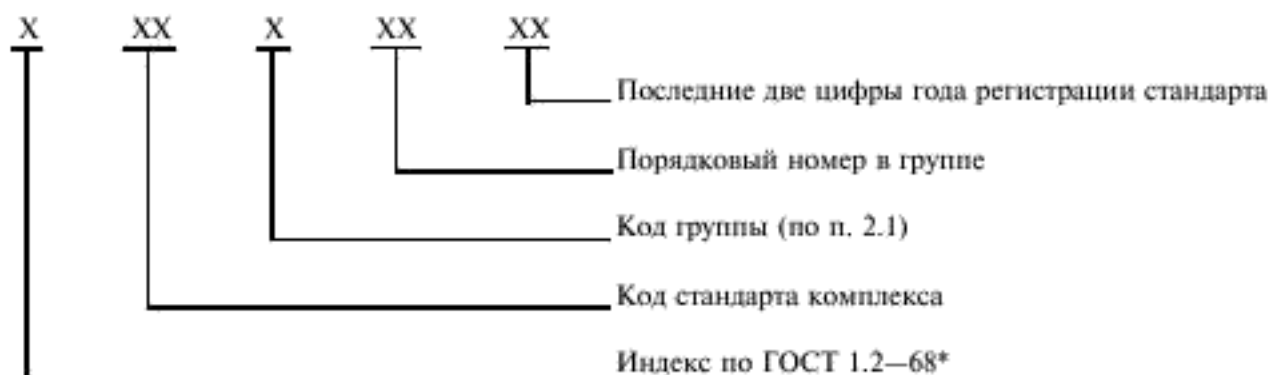 X XX X XX XX
Последние две цифры года регистрации стандарта
Порядковый номер в группе
Код группы (по п. 2.1)
Код стандарта комплекса
Индекс по ГОСТ 1.2—68*